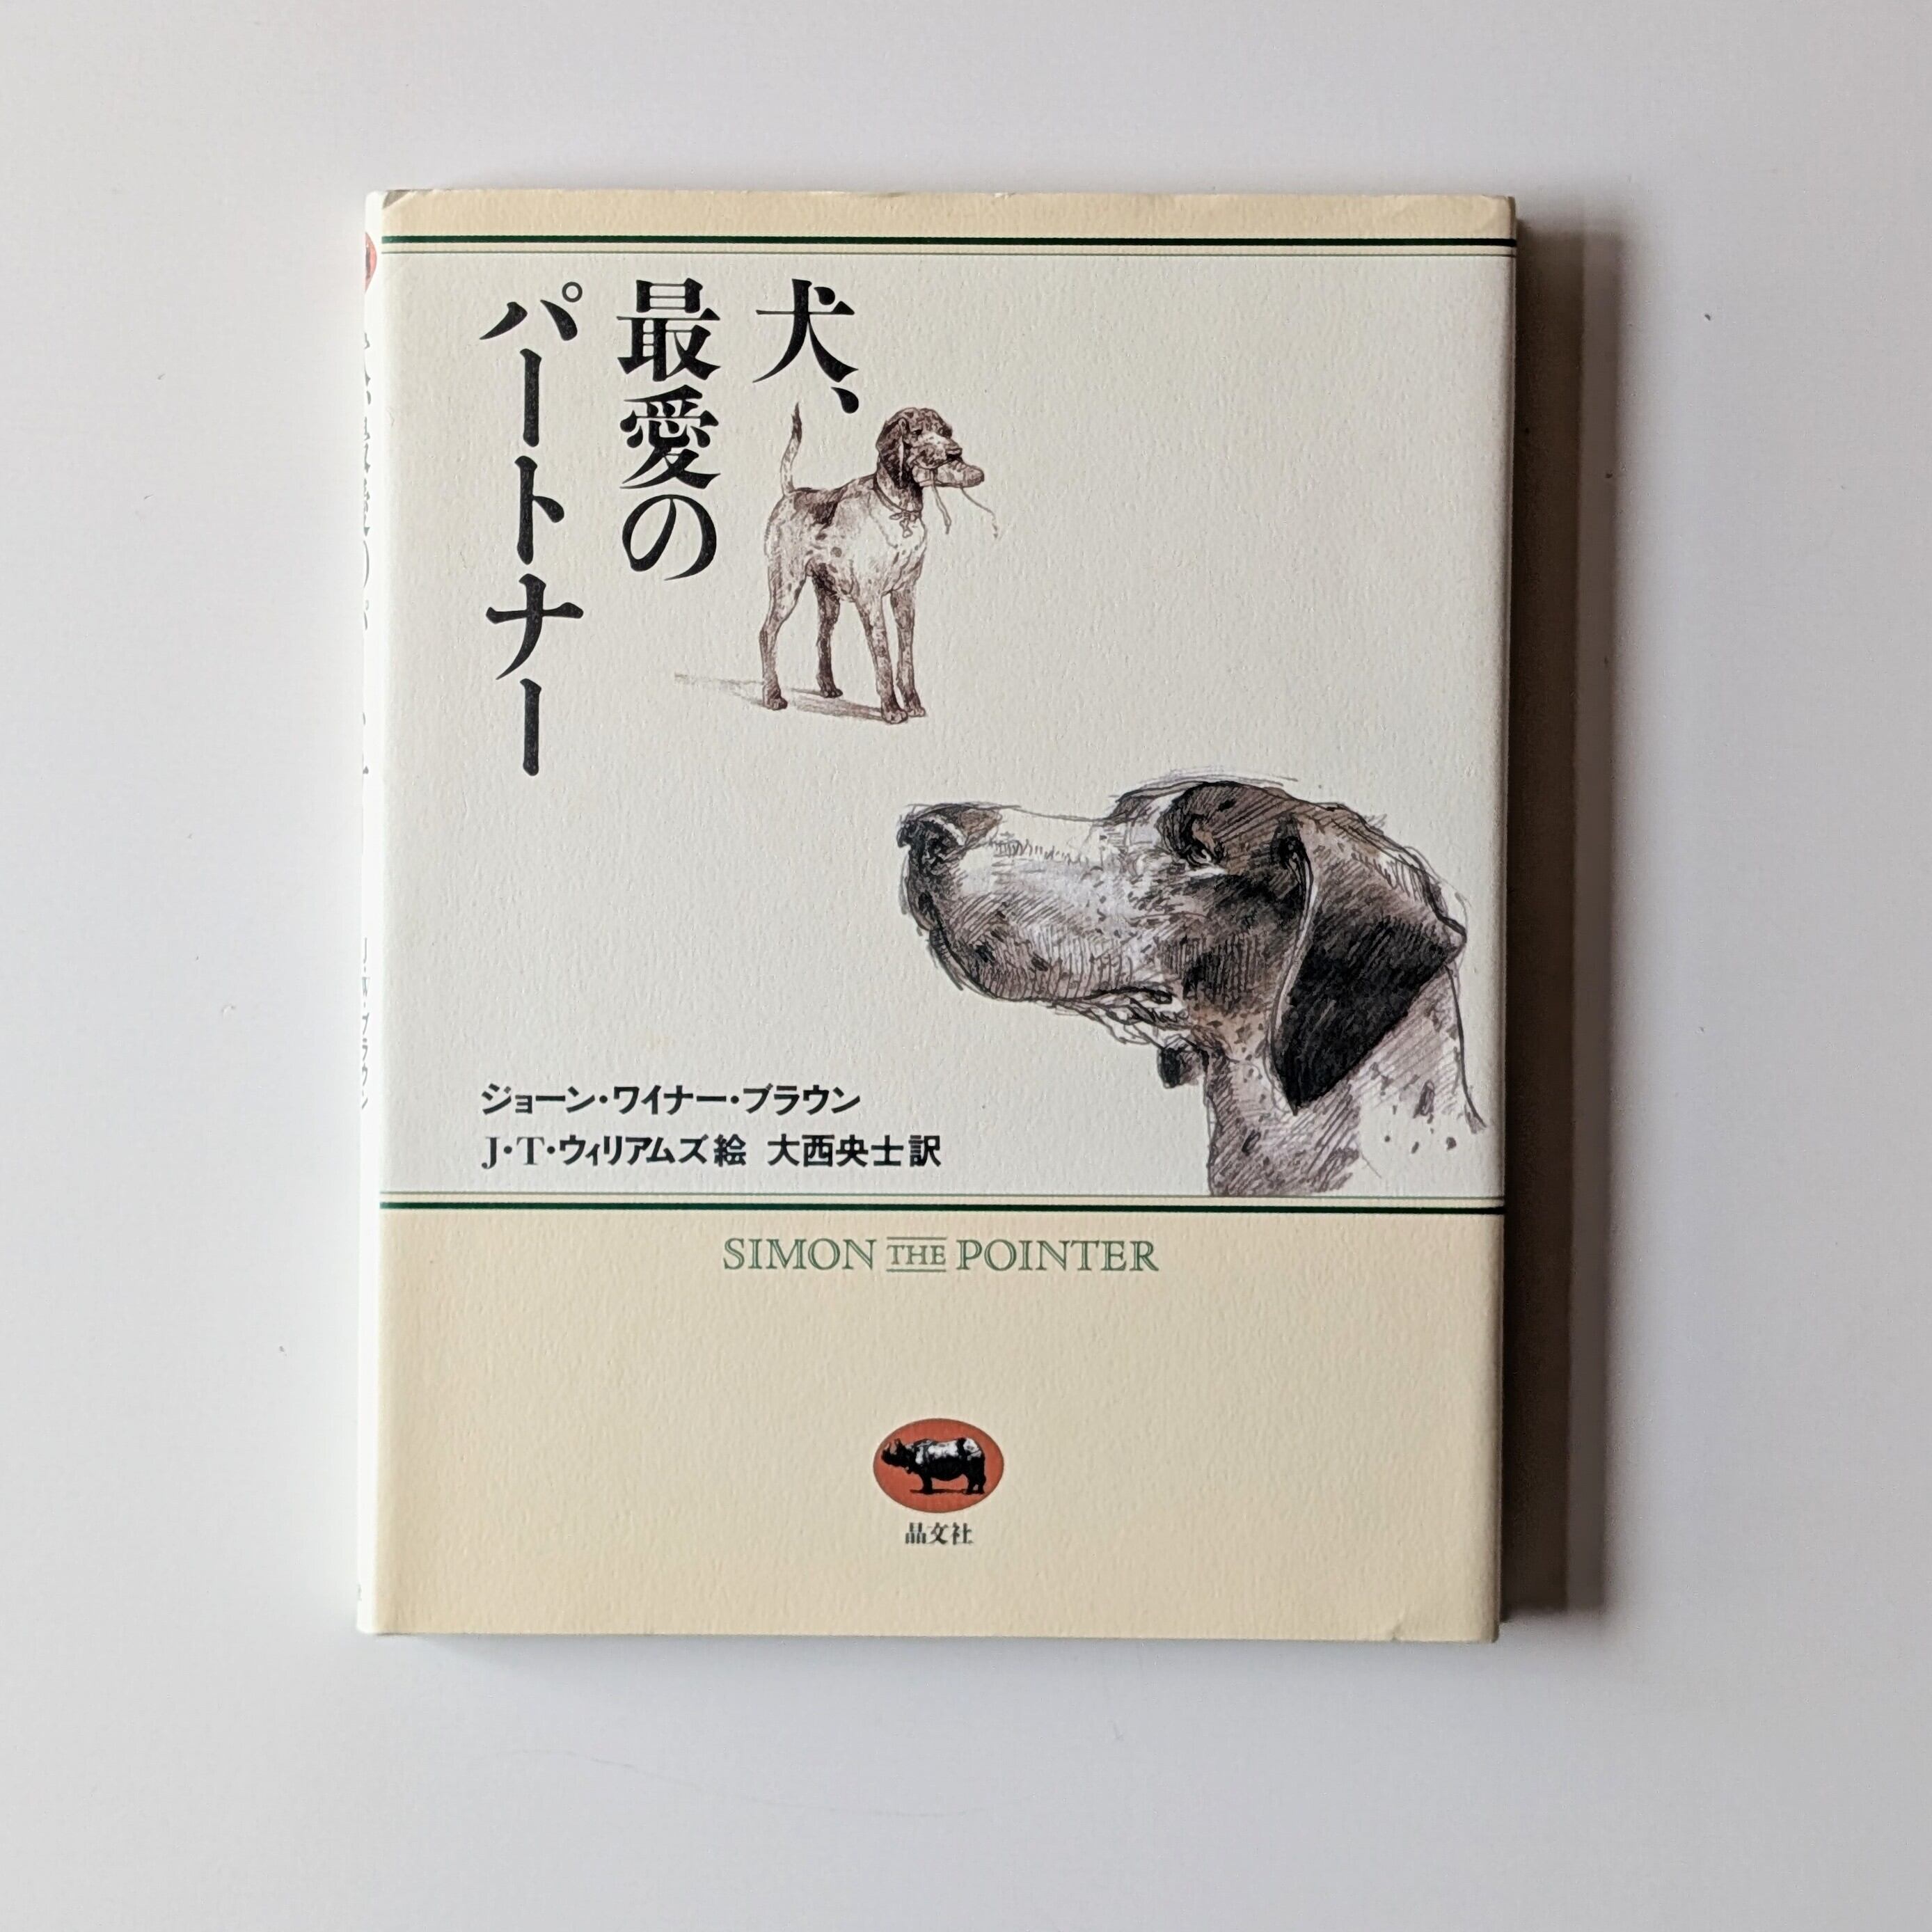 犬、
最愛の
パートナー
ジョーン・ワイナー・ブラウン
J・T・ウィリアムズ 絵 大西央士 訳
SIMON THE POINTER
晶文社